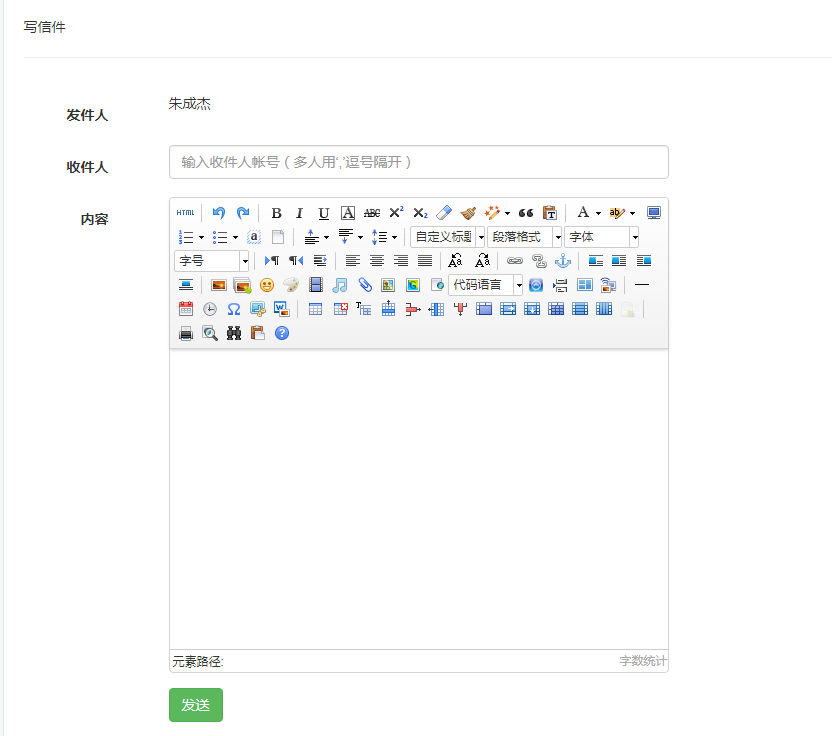 写信件
发件人
朱成杰
收件人
输入收件人帐号（多人用','逗号隔开）
内容
HTML B I U A ABC X² X₂ T A ab
a 自定义标题 段落格式 字体
字号
代码语言
元素路径:
字数统计
发送